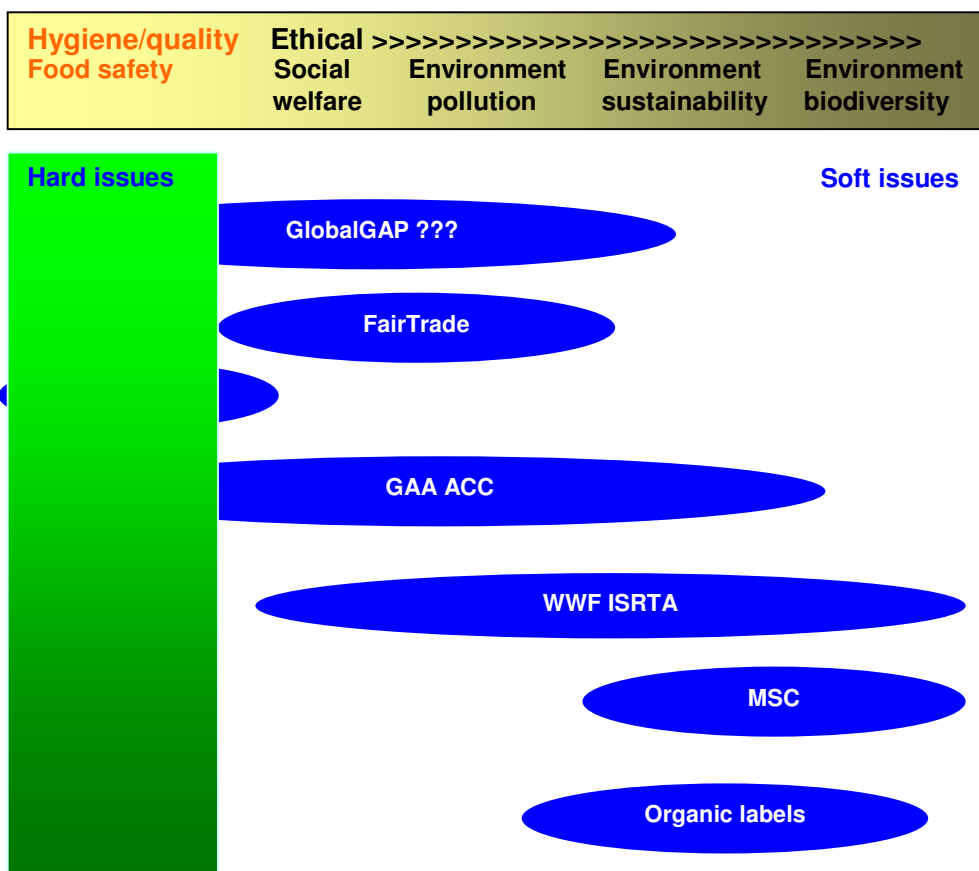 Hygiene/quality Ethical >>>>>>>>>>>>>>>>>>>>>>>>>>>>>>>>>
Food safety Social Environment Environment Environment
welfare pollution sustainability biodiversity
Hard issues Soft issues
GlobalGAP ???
FairTrade
GAA ACC
WWF ISRTA
MSC
Organic labels